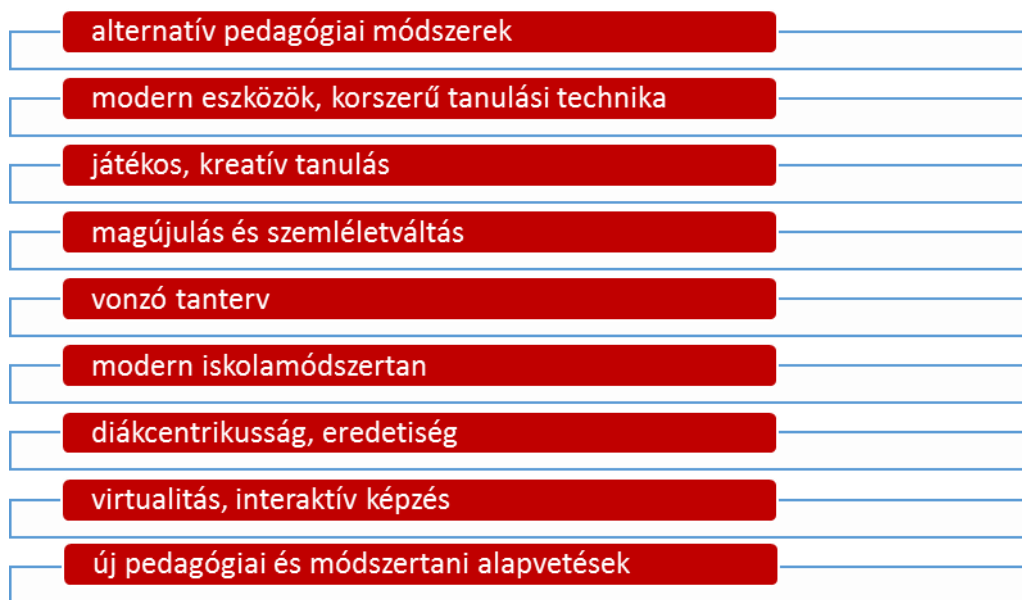 alternatív pedagógiai módszerek
modern eszközök, korszerű tanulási technika
játékos, kreatív tanulás
magújulás és szemléletváltás
vonzó tanterv
modern iskolamódszertan
diákcentrikusság, eredetiség
virtualitás, interaktív képzés
új pedagógiai és módszertani alapvetések